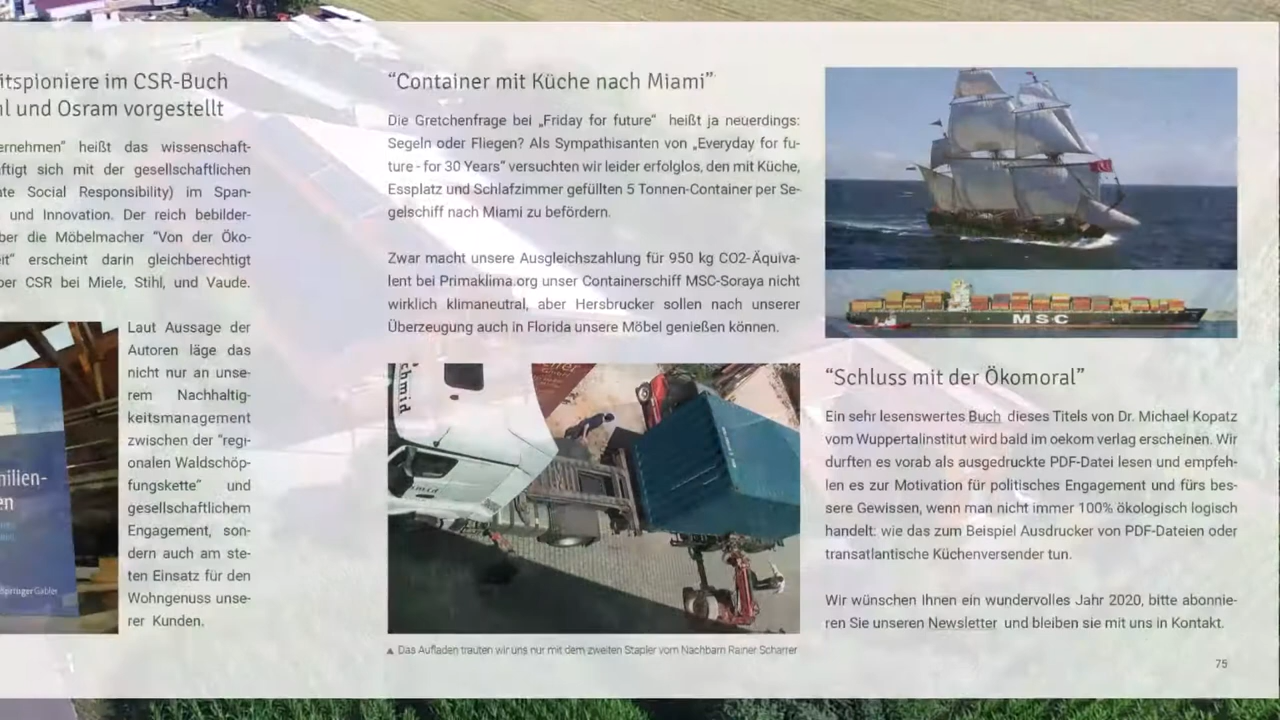 itspioniere im CSR-Buch
hl und Osram vorgestellt
ernehmen” heißt das wissenschaft-
ftigt sich mit der gesellschaftlichen
te Social Responsibility) im Span-
und Innovation. Der reich bebilder-
ber die Möbelmacher “Von der Öko-
eit” erscheint darin gleichberechtigt
ber CSR bei Miele, Stihl, und Vaude.
Laut Aussage der
Autoren läge das
nicht nur an unse-
rem Nachhaltig-
keitsmanagement
zwischen der “regi-
onalen Waldschöp-
fungskette” und
gesellschaftlichem
Engagement, son-
dern auch am ste-
ten Einsatz für den
Wohngenuss unse-
rer Kunden.
milien-
en
Springer Gabler
“Container mit Küche nach Miami”
Die Gretchenfrage bei „Friday for future“ heißt ja neuerdings:
Segeln oder Fliegen? Als Sympathisanten von „Everyday for fu-
ture - for 30 Years“ versuchten wir leider erfolglos, den mit Küche,
Essplatz und Schlafzimmer gefüllten 5 Tonnen-Container per Se-
gelschiff nach Miami zu befördern.
Zwar macht unsere Ausgleichszahlung für 950 kg CO2-Äquiva-
lent bei Primaklima.org unser Containerschiff MSC-Soraya nicht
wirklich klimaneutral, aber Hersbrucker sollen nach unserer
Überzeugung auch in Florida unsere Möbel genießen können.
chmid
▲ Das Aufladen trauten wir uns nur mit dem zweiten Stapler vom Nachbarn Rainer Scharrer
MSC
“Schluss mit der Ökomoral”
Ein sehr lesenswertes Buch dieses Titels von Dr. Michael Kopatz
vom Wuppertalinstitut wird bald im oekom verlag erscheinen. Wir
durften es vorab als ausgedruckte PDF-Datei lesen und empfeh-
len es zur Motivation für politisches Engagement und fürs bes-
sere Gewissen, wenn man nicht immer 100% ökologisch logisch
handelt: wie das zum Beispiel Ausdrucker von PDF-Dateien oder
transatlantische Küchenversender tun.
Wir wünschen Ihnen ein wundervolles Jahr 2020, bitte abonnie-
ren Sie unseren Newsletter und bleiben sie mit uns in Kontakt.
75